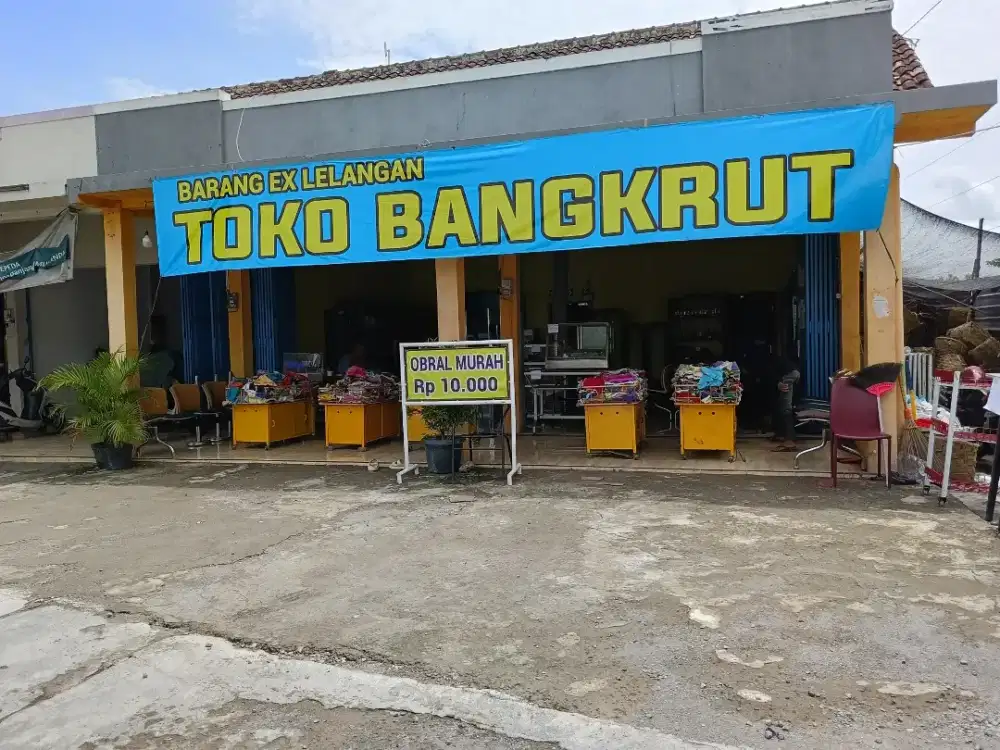 BARANG EX LELANGAN
TOKO BANGKRUT
OBRAL MURAH
Rp 10.000